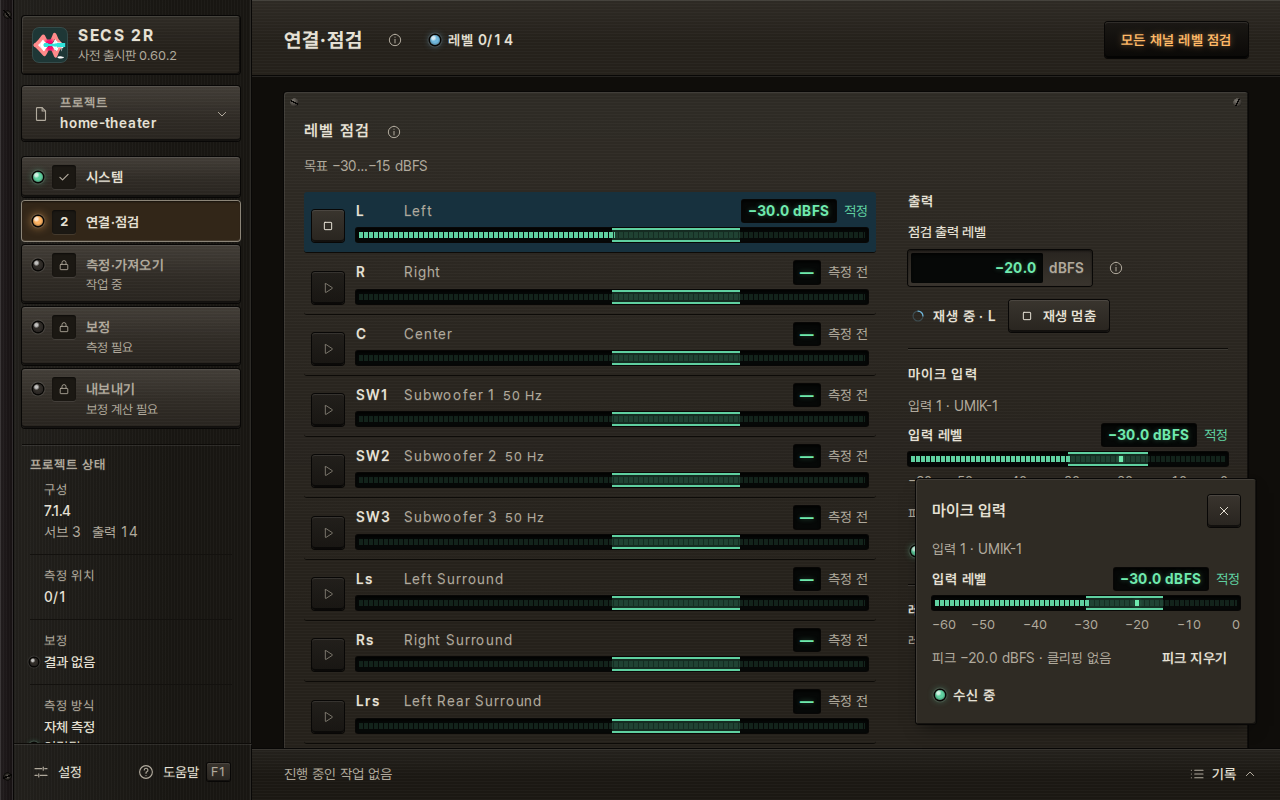 SECS 2R
사전 출시판 0.60.2
프로젝트
home-theater
시스템
2 연결·점검
측정·가져오기
작업 중
보정
측정 필요
내보내기
보정 계산 필요
프로젝트 상태
구성
7.1.4
서브 3 출력 14
측정 위치
0/1
보정
결과 없음
측정 방식
자체 측정
설정
도움말 F1
연결·점검
레벨 0/14
모든 채널 레벨 점검
레벨 점검
목표 −30…−15 dBFS
L Left −30.0 dBFS 적정
R Right — 측정 전
C Center — 측정 전
SW1 Subwoofer 1 50 Hz — 측정 전
SW2 Subwoofer 2 50 Hz — 측정 전
SW3 Subwoofer 3 50 Hz — 측정 전
Ls Left Surround — 측정 전
Rs Right Surround — 측정 전
Lrs Left Rear Surround — 측정 전
출력
점검 출력 레벨
−20.0 dBFS
재생 중 · L
재생 멈춤
마이크 입력
입력 1 · UMIK-1
입력 레벨 −30.0 dBFS 적정
마이크 입력
입력 1 · UMIK-1
입력 레벨 −30.0 dBFS 적정
−60 −50 −40 −30 −20 −10 0
피크 −20.0 dBFS · 클리핑 없음
피크 지우기
수신 중
진행 중인 작업 없음
기록